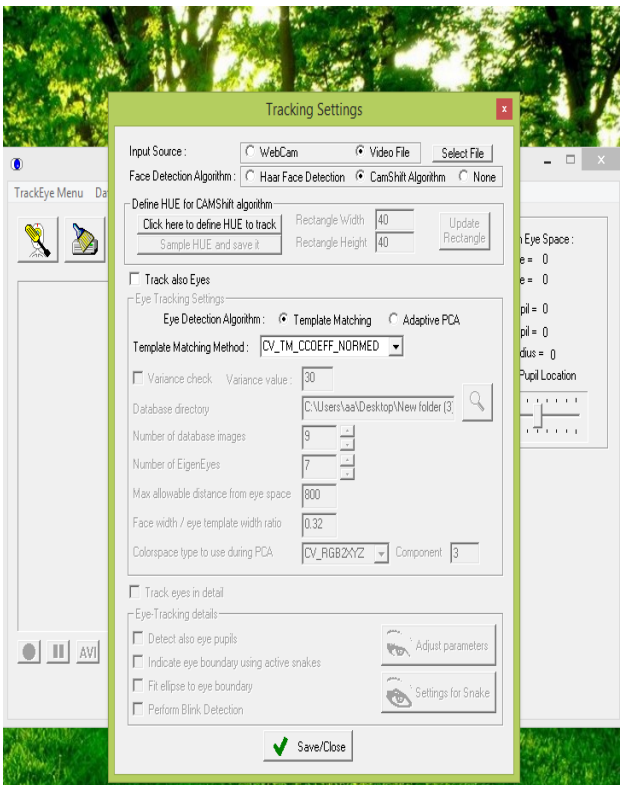 Tracking Settings
x
Input Source :
WebCam
Video File
Select File
Face Detection Algorithm :
Haar Face Detection
CamShift Algorithm
None
Define HUE for CAMShift algorithm
Click here to define HUE to track
Rectangle Width
40
Update Rectangle
Sample HUE and save it
Rectangle Height
40
Track also Eyes
Eye Tracking Settings
Eye Detection Algorithm :
Template Matching
Adaptive PCA
Template Matching Method :
CV_TM_CCOEFF_NORMED
Variance check
Variance value :
30
Database directory
C:\Users\aa\Desktop\New folder (3)
Number of database images
9
Number of EigenEyes
7
Max allowable distance from eye space
800
Face width / eye template width ratio
0.32
Colorspace type to use during PCA
CV_RGB2XYZ
Component
3
Track eyes in detail
Eye-Tracking details
Detect also eye pupils
Adjust parameters
Indicate eye boundary using active snakes
Fit ellipse to eye boundary
Settings for Snake
Perform Blink Detection
Save/Close
TrackEye Menu
Da
AVI
n Eye Space :
e = 0
e = 0
pil = 0
pil = 0
dius = 0
Pupil Location